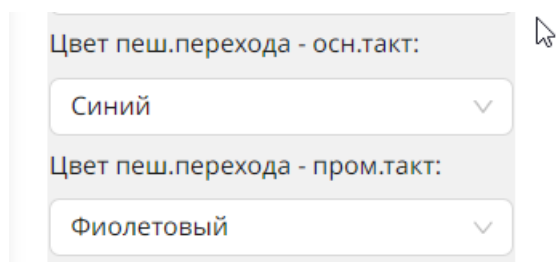 Цвет пеш.перехода - осн.такт:
Синий
Цвет пеш.перехода - пром.такт:
Фиолетовый